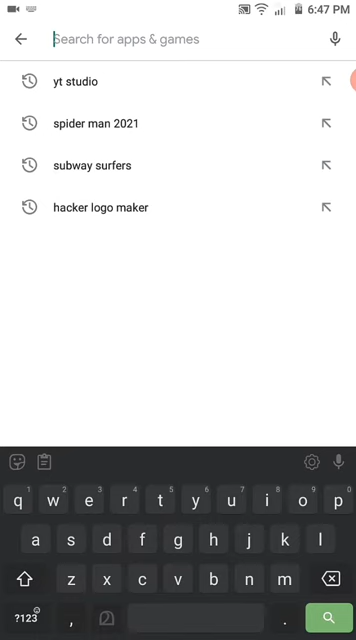 6:47 PM
Search for apps & games
yt studio
spider man 2021
subway surfers
hacker logo maker
q 1 w 2 e 3 r 4 t 5 y 6 u 7 i 8 o 9 p 0
a s d f g h j k l
z x c v b n m
?123 , .